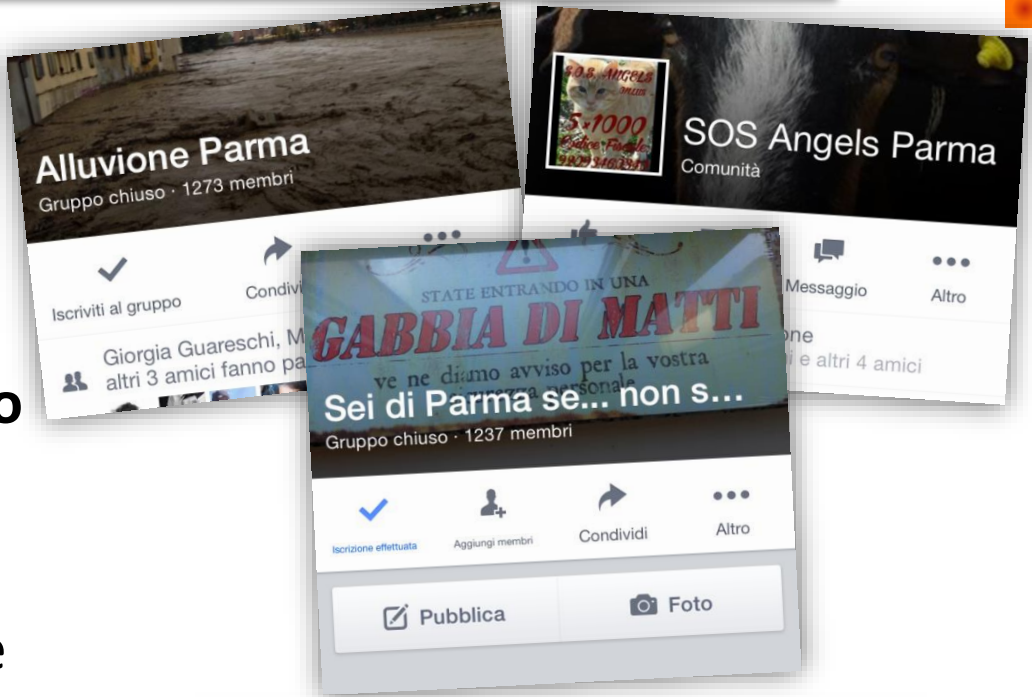 Alluvione Parma
Gruppo chiuso · 1273 membri
Iscriviti al gruppo
Condivi
Giorgia Guareschi, M
altri 3 amici fanno pa
S.O.S. ANGELS
5x1000
Codice Fiscale
SOS Angels Parma
Comunità
Messaggio
Altro
one
i e altri 4 amici
STATE ENTRANDO IN UNA
GABBIA DI MATTI
ve ne diamo avviso per la vostra
personale
Sei di Parma se... non s...
Gruppo chiuso · 1237 membri
Iscrizione effettuata
Aggiungi membri
Condividi
Altro
Pubblica
Foto
o
e